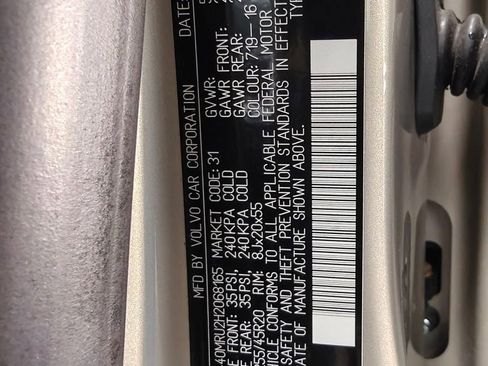 MFD BY VOLVO CAR CORPORATION DATE:
40MRU2H2068165 MARKET CODE: 31 GVWR:
E FRONT: 35PSI, 240KPA COLD GAWR FRONT:
E REAR: 35PSI, 240KPA COLD GAWR REAR:
255/45R20 RIM: 8Jx20x55 COLOUR: 719-16
HICLE CONFORMS TO ALL APPLICABLE FEDERAL MOTOR
SAFETY AND THEFT PREVENTION STANDARDS IN EFFECT
DATE OF MANUFACTURE SHOWN ABOVE. TYP